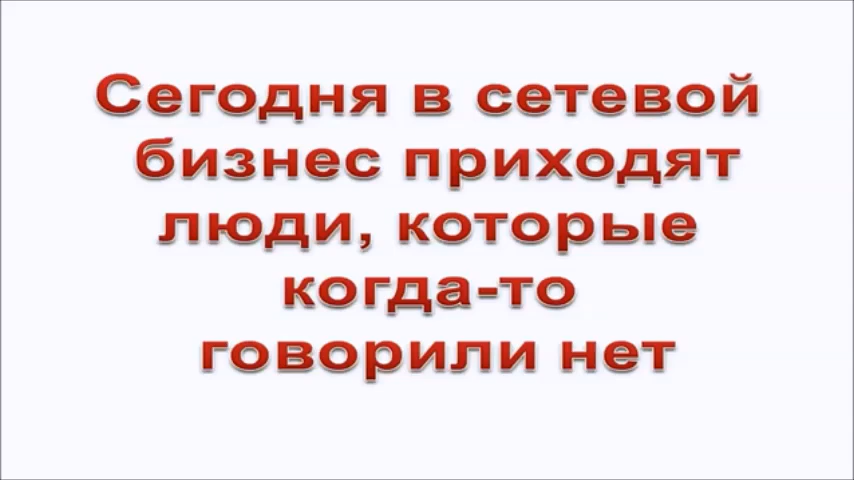 Сегодня в сетевой
бизнес приходят
люди, которые
когда-то
говорили нет